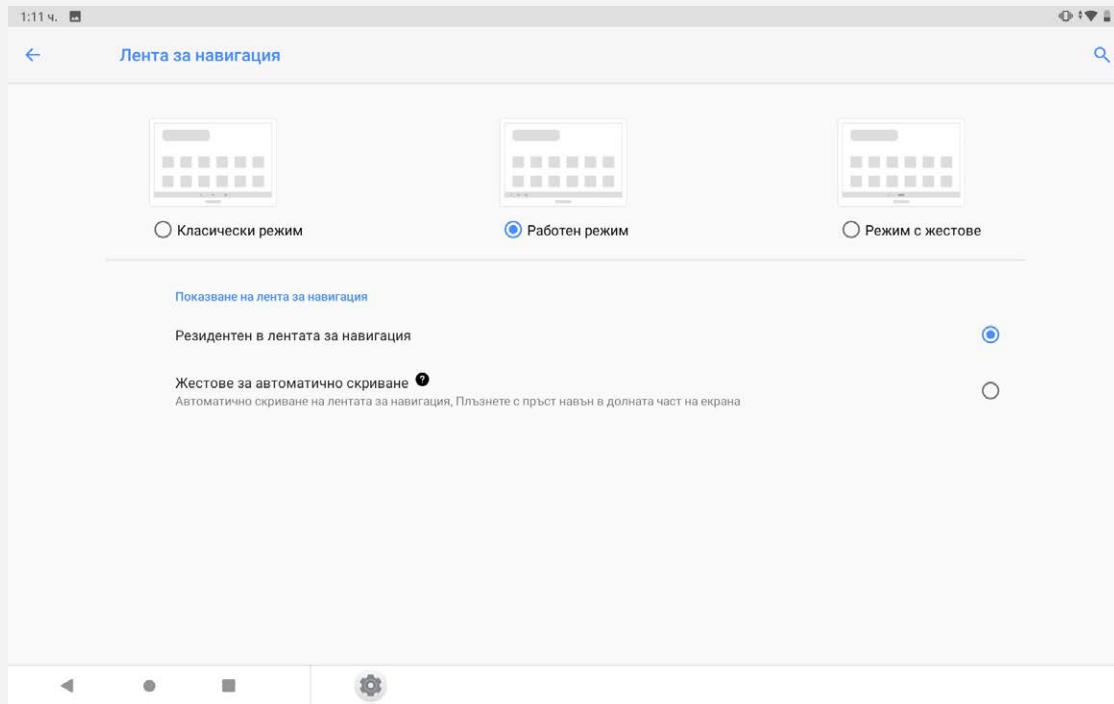 1:11 ч.
Лента за навигация
Класически режим
Работен режим
Режим с жестове
Показване на лента за навигация
Резидентен в лентата за навигация
Жестове за автоматично скриване ?
Автоматично скриване на лентата за навигация, Плъзнете с пръст навън в долната част на екрана